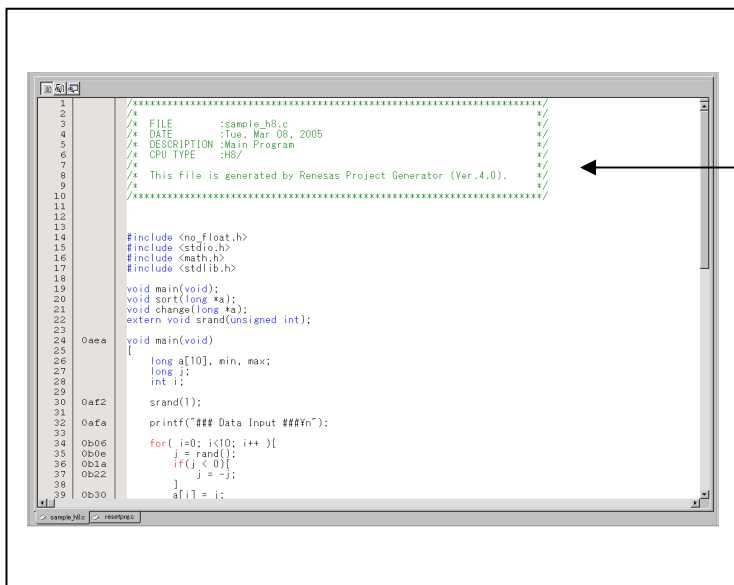 1 /***********************************************************************/
2 /* */
3 /* FILE :sample_h8.c */
4 /* DATE :Tue, Mar 08, 2005 */
5 /* DESCRIPTION :Main Program */
6 /* CPU TYPE :H8/ */
7 /* */
8 /* This file is generated by Renesas Project Generator (Ver.4.0). */
9 /* */
10 /***********************************************************************/
11
12
13
14 #include <no_float.h>
15 #include <stdio.h>
16 #include <math.h>
17 #include <stdlib.h>
18
19 void main(void);
20 void sort(long *a);
21 void change(long *a);
22 extern void srand(unsigned int);
23
24 0aea void main(void)
25 {
26 long a[10], min, max;
27 long j;
28 int i;
29
30 0af2 srand(1);
31
32 0afa printf("### Data Input ###¥n");
33
34 0b06 for( i=0; i<10; i++ ){
35 0b0e j = rand();
36 0b1a if(j < 0){
37 0b22 j = -j;
38 }
39 0b30 a[i] = j;
sample_h8.c resetprg.c